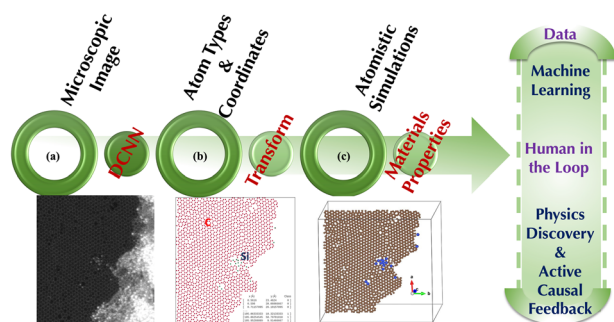 Microscopic
Image
Atom Types
&
Coordinates
Atomistic
Simulations
(a)
DCNN
(b)
Transform
(c)
Materials
Properties
C
Si
Data
Machine
Learning
Human in
the Loop
Physics
Discovery
&
Active
Causal
Feedback